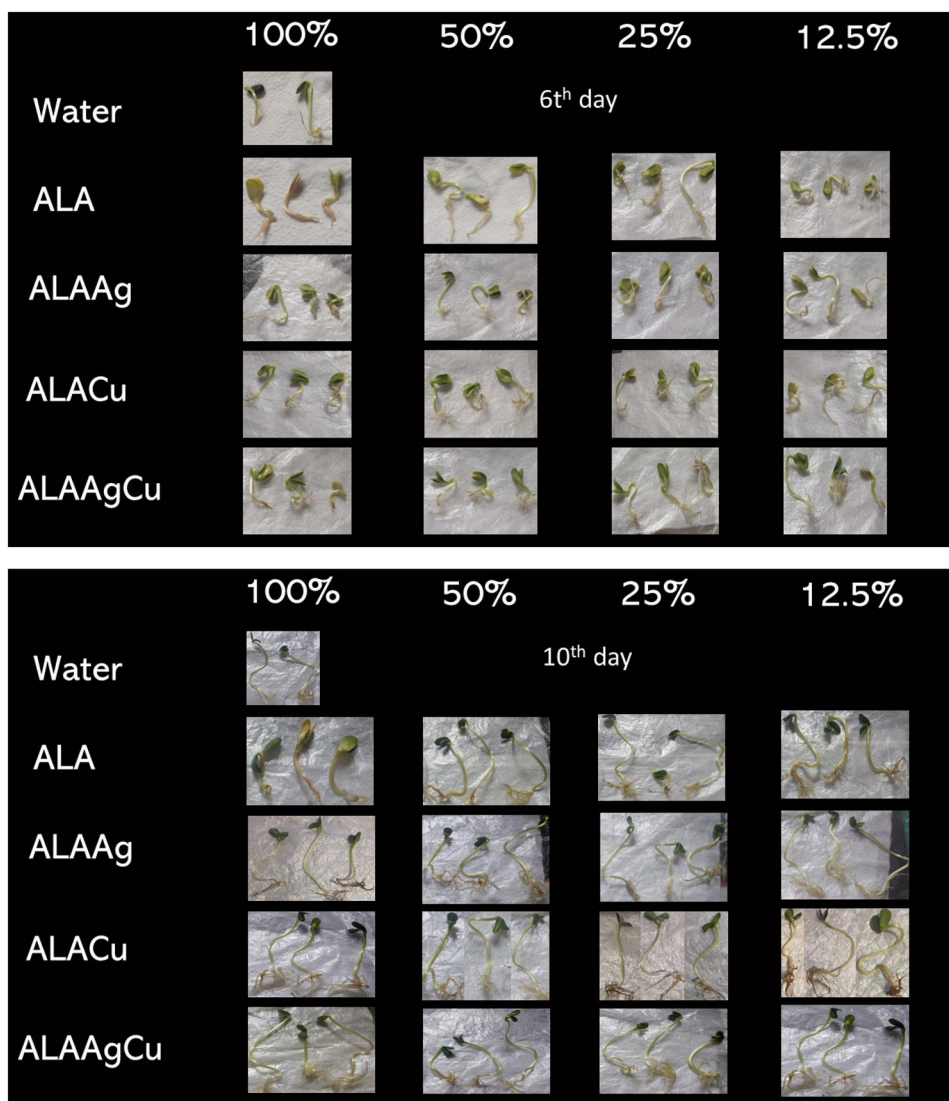 100% 50% 25% 12.5%
Water 6tʰ day
ALA
ALAAg
ALACu
ALAAgCu
100% 50% 25% 12.5%
Water 10ᵗʰ day
ALA
ALAAg
ALACu
ALAAgCu